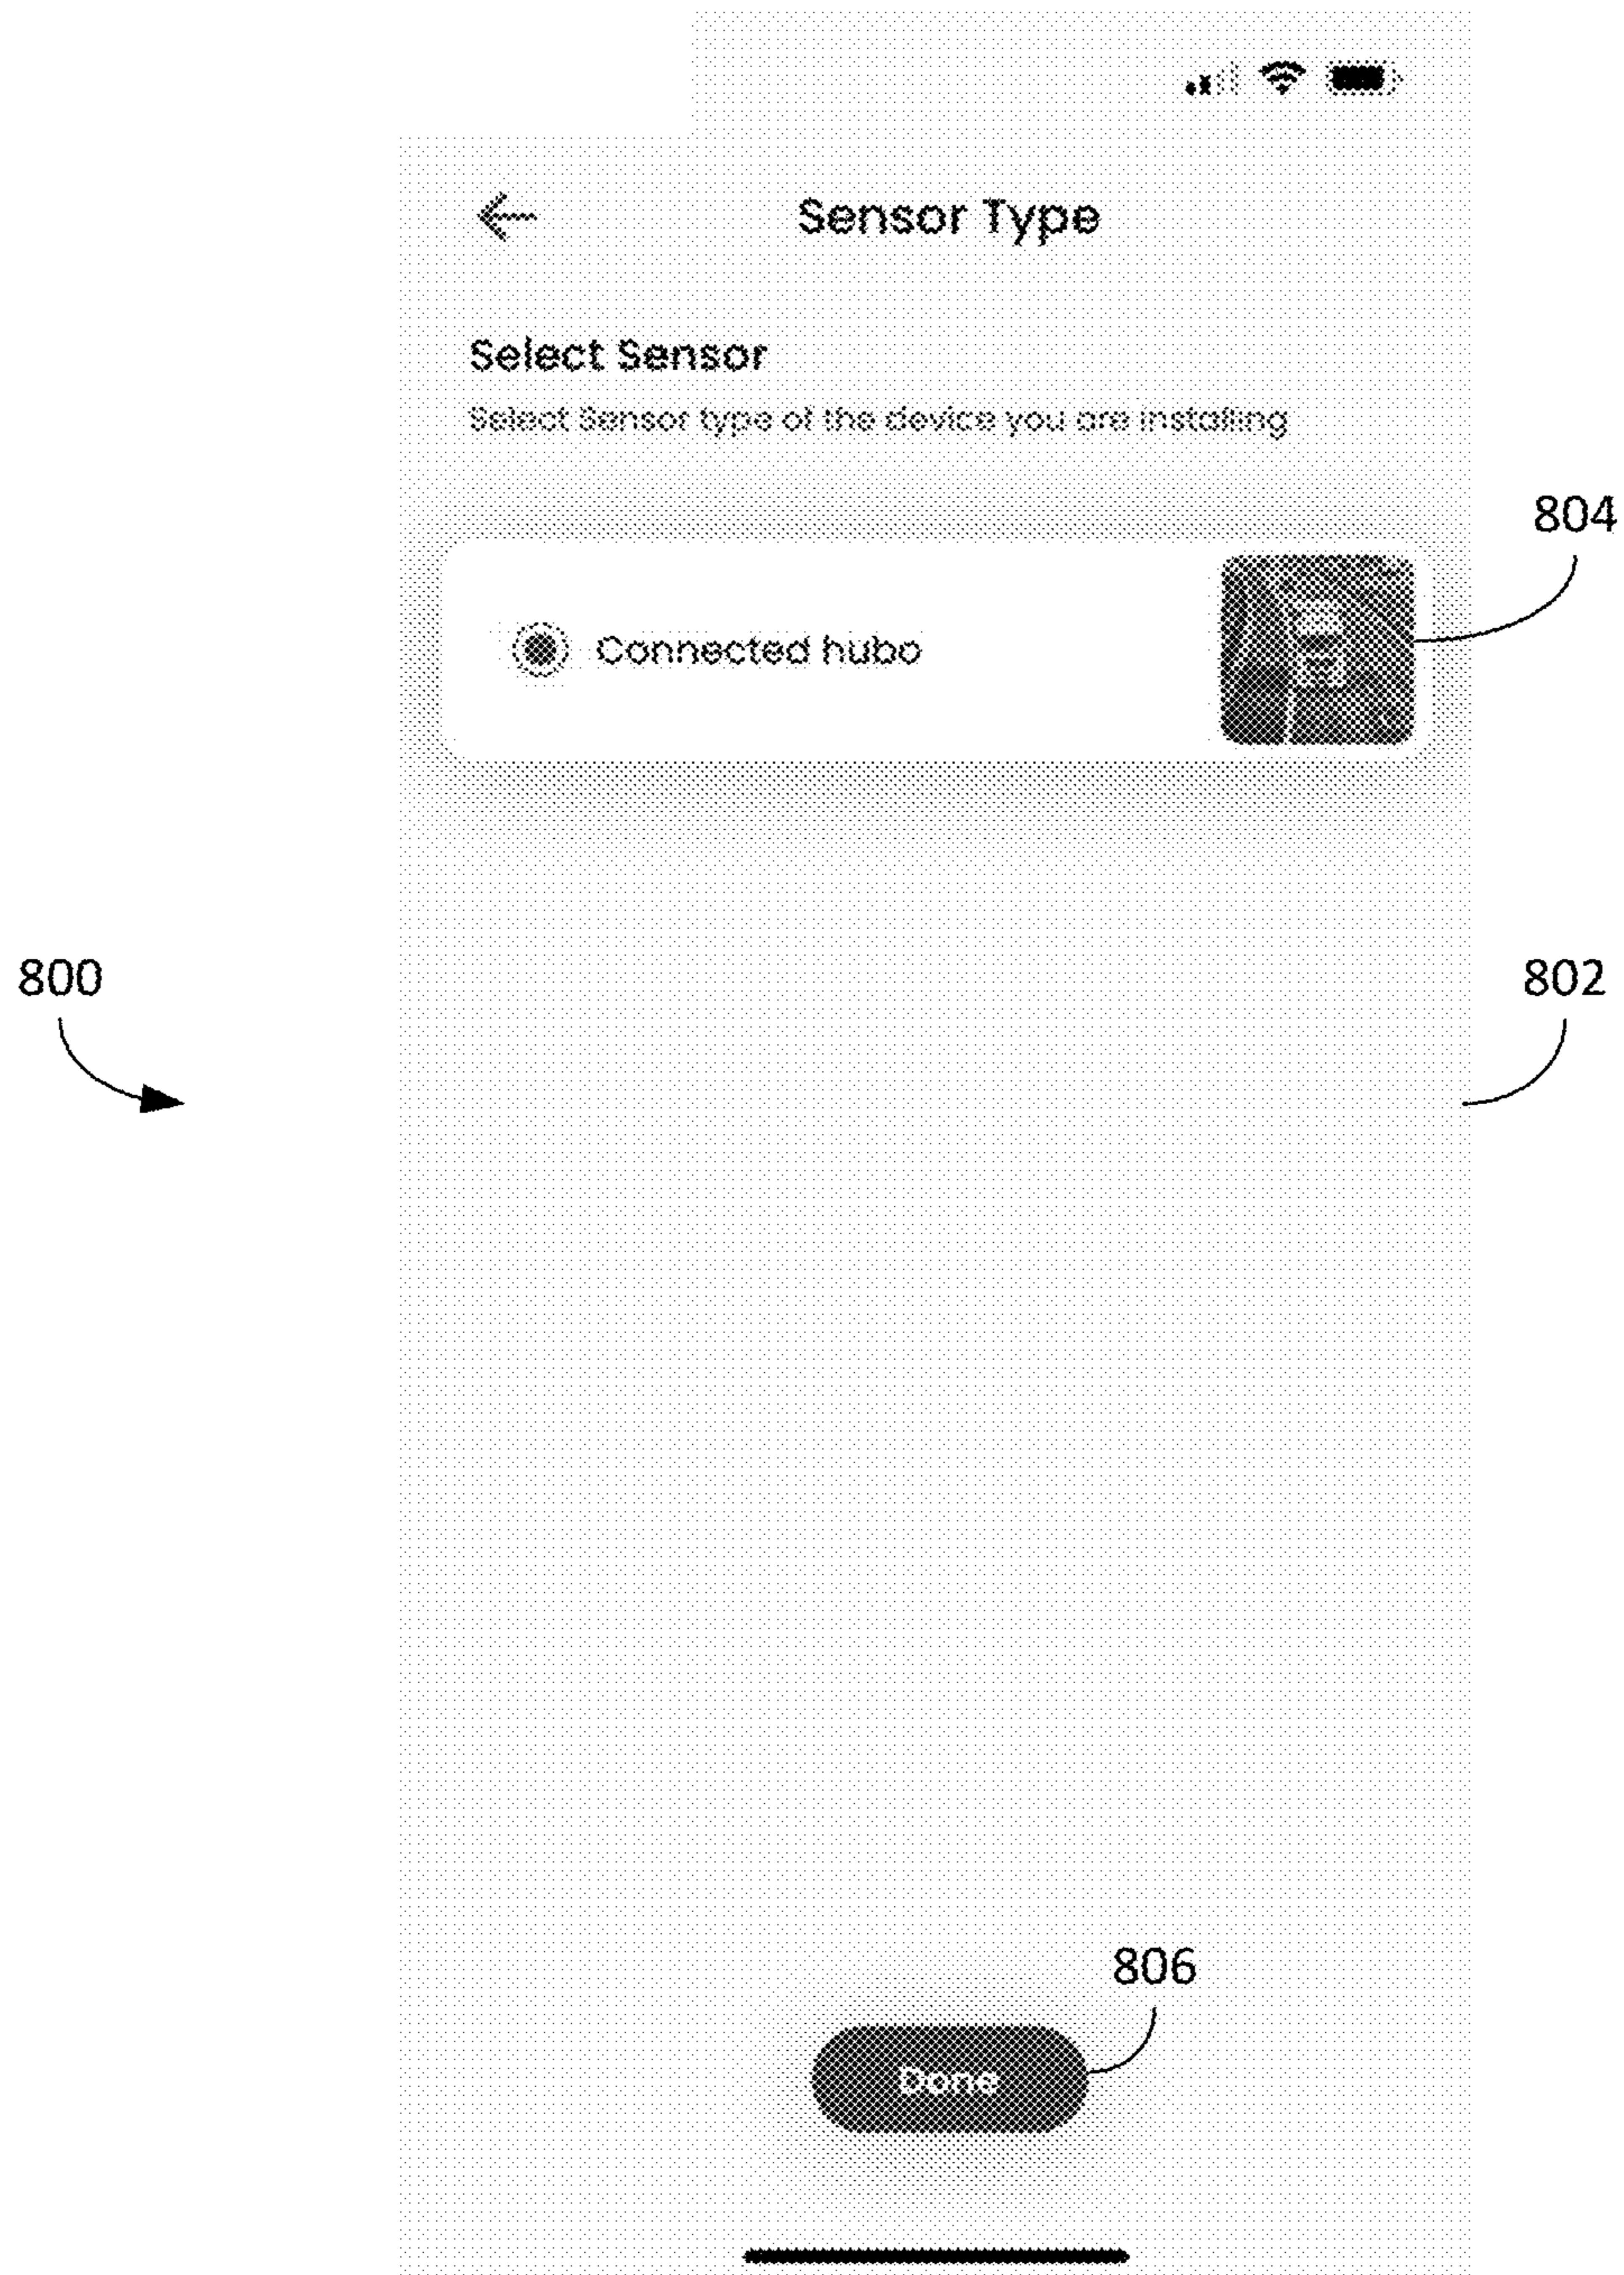 Sensor Type
Select Sensor
Select Sensor type of the device you are installing
804
Connected hubo
800
802
806
Done